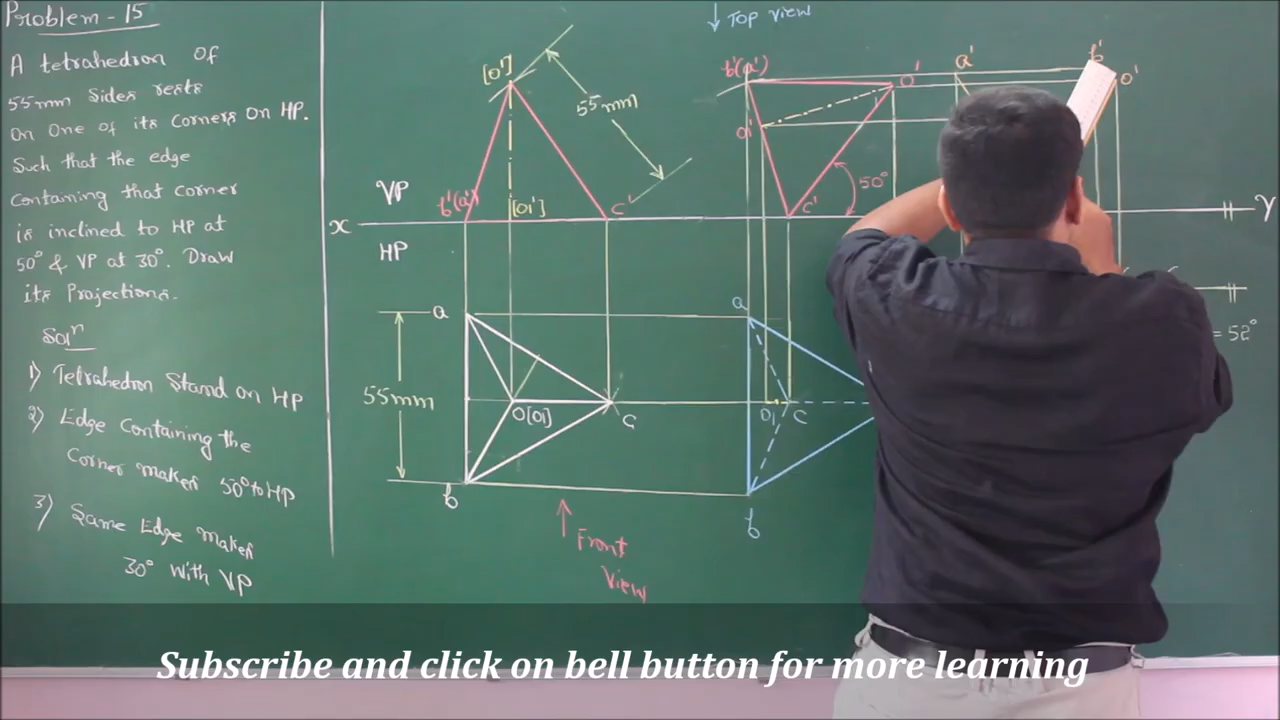 Problem - 15
A tetrahedron Of
55mm Sides rests
On One of its Corners On HP.
Such that the edge
Containing that corner
is inclined to HP at
50° & VP at 30°. Draw
its Projections.
Solⁿ
1) Tetrahedron Stand on HP
2) Edge Containing the
Corner makes 50° to HP
3) Same Edge makes
30° With VP
↓ Top view
[o']
55mm
b'(a')
[o1']
c'
VP
x
HP
a
55mm
o[o1]
c
b
↑ Front
View
b'(a')
o'
o1'
50°
c'
a
o1
c
b
a'
b'
o'
Y
= 52°
Subscribe and click on bell button for more learning